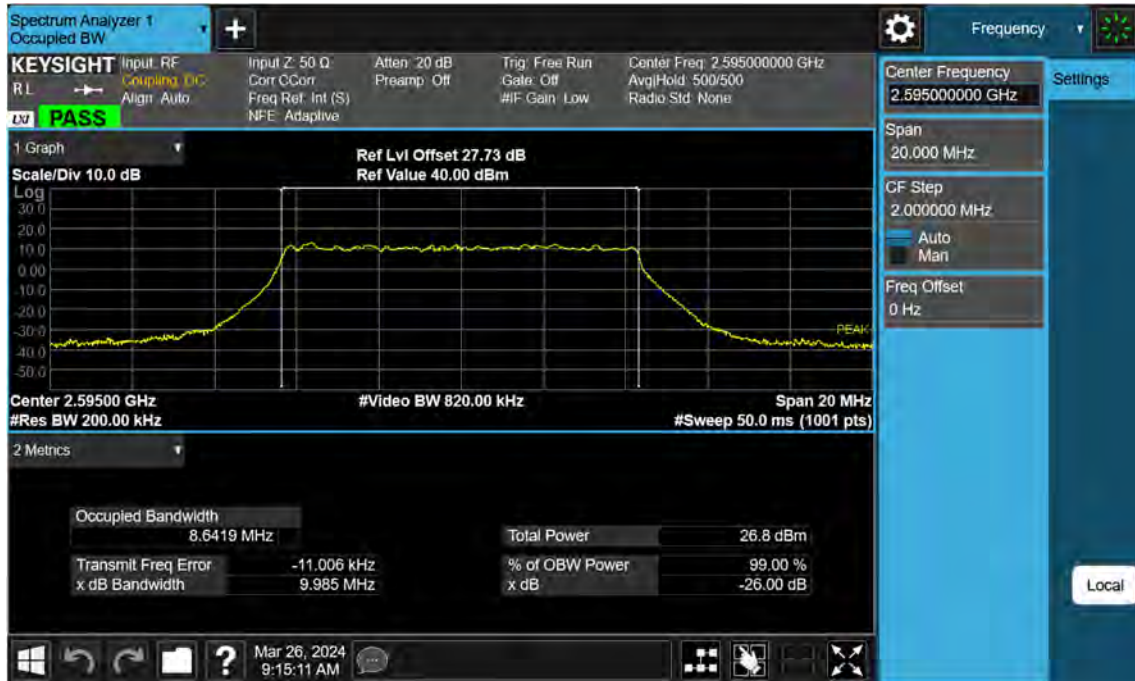 Spectrum Analyzer 1
Occupied BW
Frequency
KEYSIGHT
Input: RF
Coupling: DC
Align: Auto
Input Z: 50 Ω
Corr CCorr
Freq Ref: Int (S)
NFE: Adaptive
Atten: 20 dB
Preamp: Off
Trig: Free Run
Gate: Off
#IF Gain: Low
Center Freq: 2.595000000 GHz
Avg|Hold: 500/500
Radio Std: None
RL
LXI PASS
Center Frequency
2.595000000 GHz
Settings
Span
20.000 MHz
CF Step
2.000000 MHz
Auto
Man
Freq Offset
0 Hz
1 Graph
Scale/Div 10.0 dB
Ref Lvl Offset 27.73 dB
Ref Value 40.00 dBm
Log
30.0
20.0
10.0
0.00
-10.0
-20.0
-30.0
-40.0
-50.0
PEAK
Center 2.59500 GHz
#Video BW 820.00 kHz
Span 20 MHz
#Res BW 200.00 kHz
#Sweep 50.0 ms (1001 pts)
2 Metrics
Occupied Bandwidth
8.6419 MHz
Total Power 26.8 dBm
Transmit Freq Error -11.006 kHz
% of OBW Power 99.00 %
x dB Bandwidth 9.985 MHz
x dB -26.00 dB
Local
?
Mar 26, 2024
9:15:11 AM